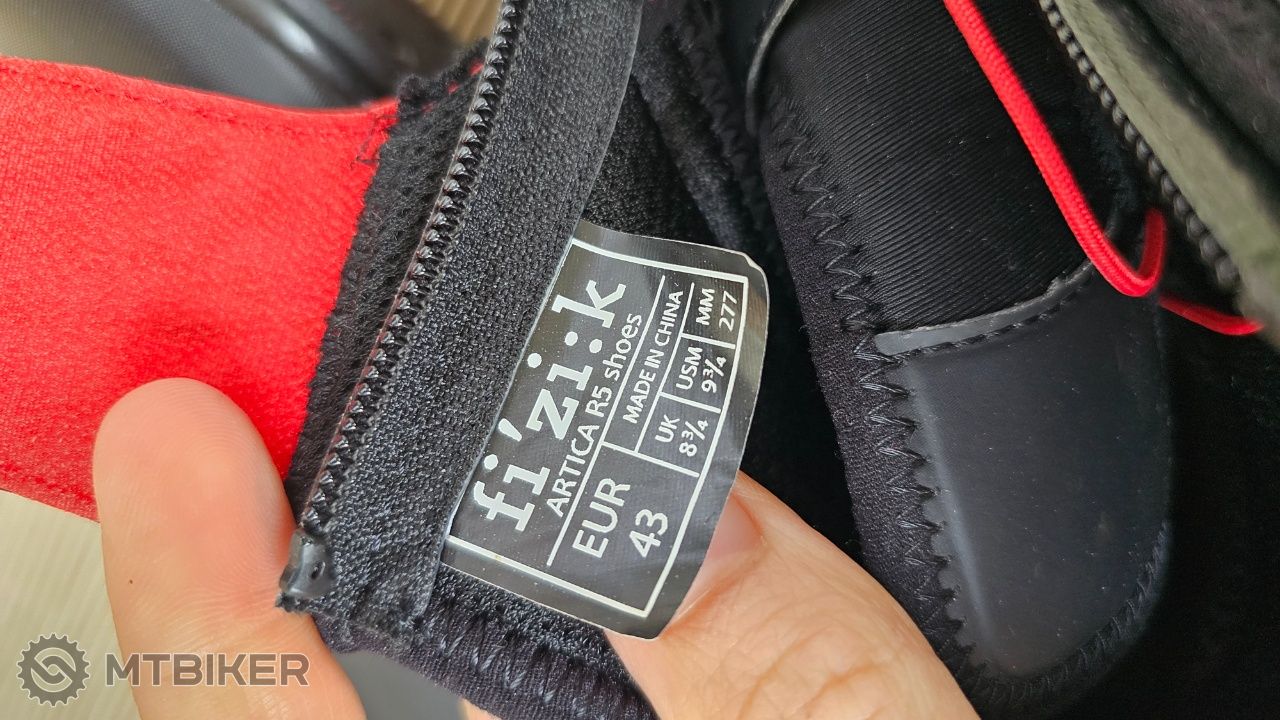 fi'zi:k
ARTICA R5 shoes
MADE IN CHINA
EUR UK USM MM
43 8¾ 9¾ 277
MTBIKER